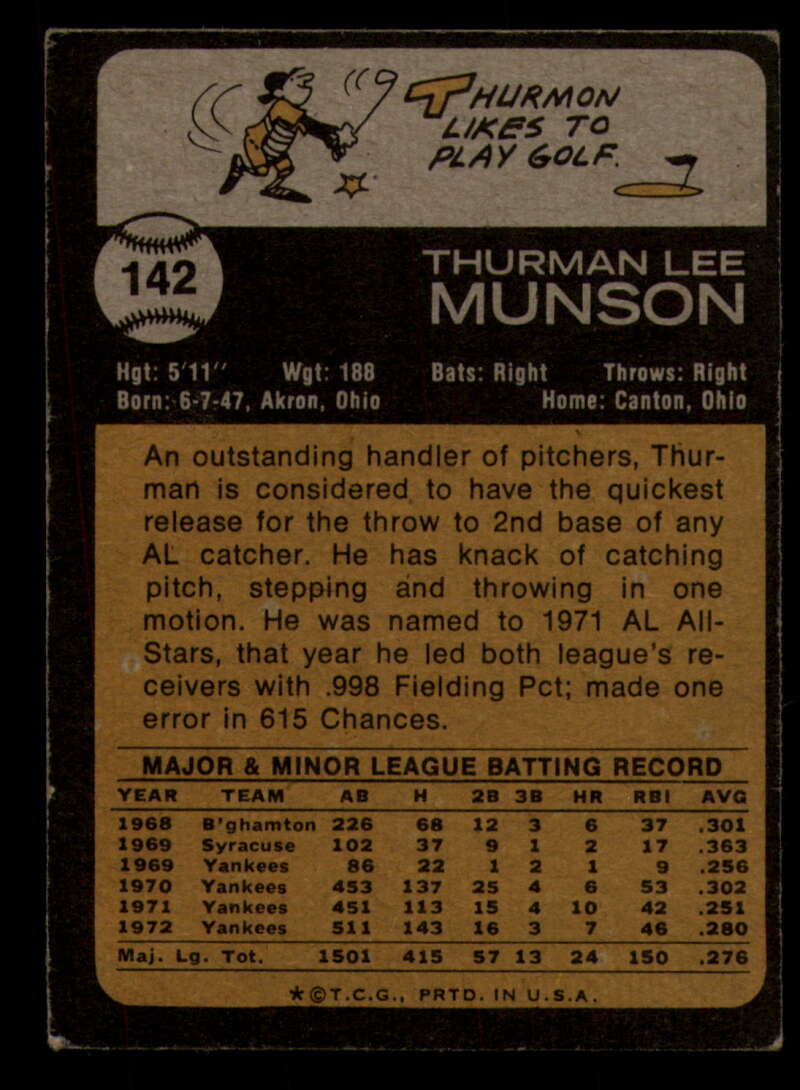 THURMON
LIKES TO
PLAY GOLF.
142
THURMAN LEE
MUNSON
Hgt: 5'11" Wgt: 188 Bats: Right Throws: Right
Born: 6-7-47, Akron, Ohio Home: Canton, Ohio
An outstanding handler of pitchers, Thur-
man is considered to have the quickest
release for the throw to 2nd base of any
AL catcher. He has knack of catching
pitch, stepping and throwing in one
motion. He was named to 1971 AL All-
Stars, that year he led both league's re-
ceivers with .998 Fielding Pct; made one
error in 615 Chances.
MAJOR & MINOR LEAGUE BATTING RECORD
YEAR TEAM AB H 2B 3B HR RBI AVG
1968 B'ghamton 226 68 12 3 6 37 .301
1969 Syracuse 102 37 9 1 2 17 .363
1969 Yankees 86 22 1 2 1 9 .256
1970 Yankees 453 137 25 4 6 53 .302
1971 Yankees 451 113 15 4 10 42 .251
1972 Yankees 511 143 16 3 7 46 .280
Maj. Lg. Tot. 1501 415 57 13 24 150 .276
*©T.C.G., PRTD. IN U.S.A.